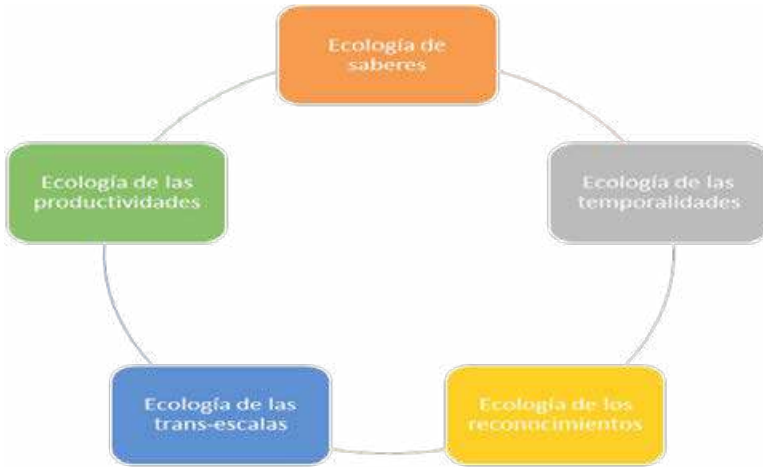 Ecología de
saberes
Ecología de las
productividades
Ecología de las
temporalidades
Ecología de las
trans-escalas
Ecología de los
reconocimientos